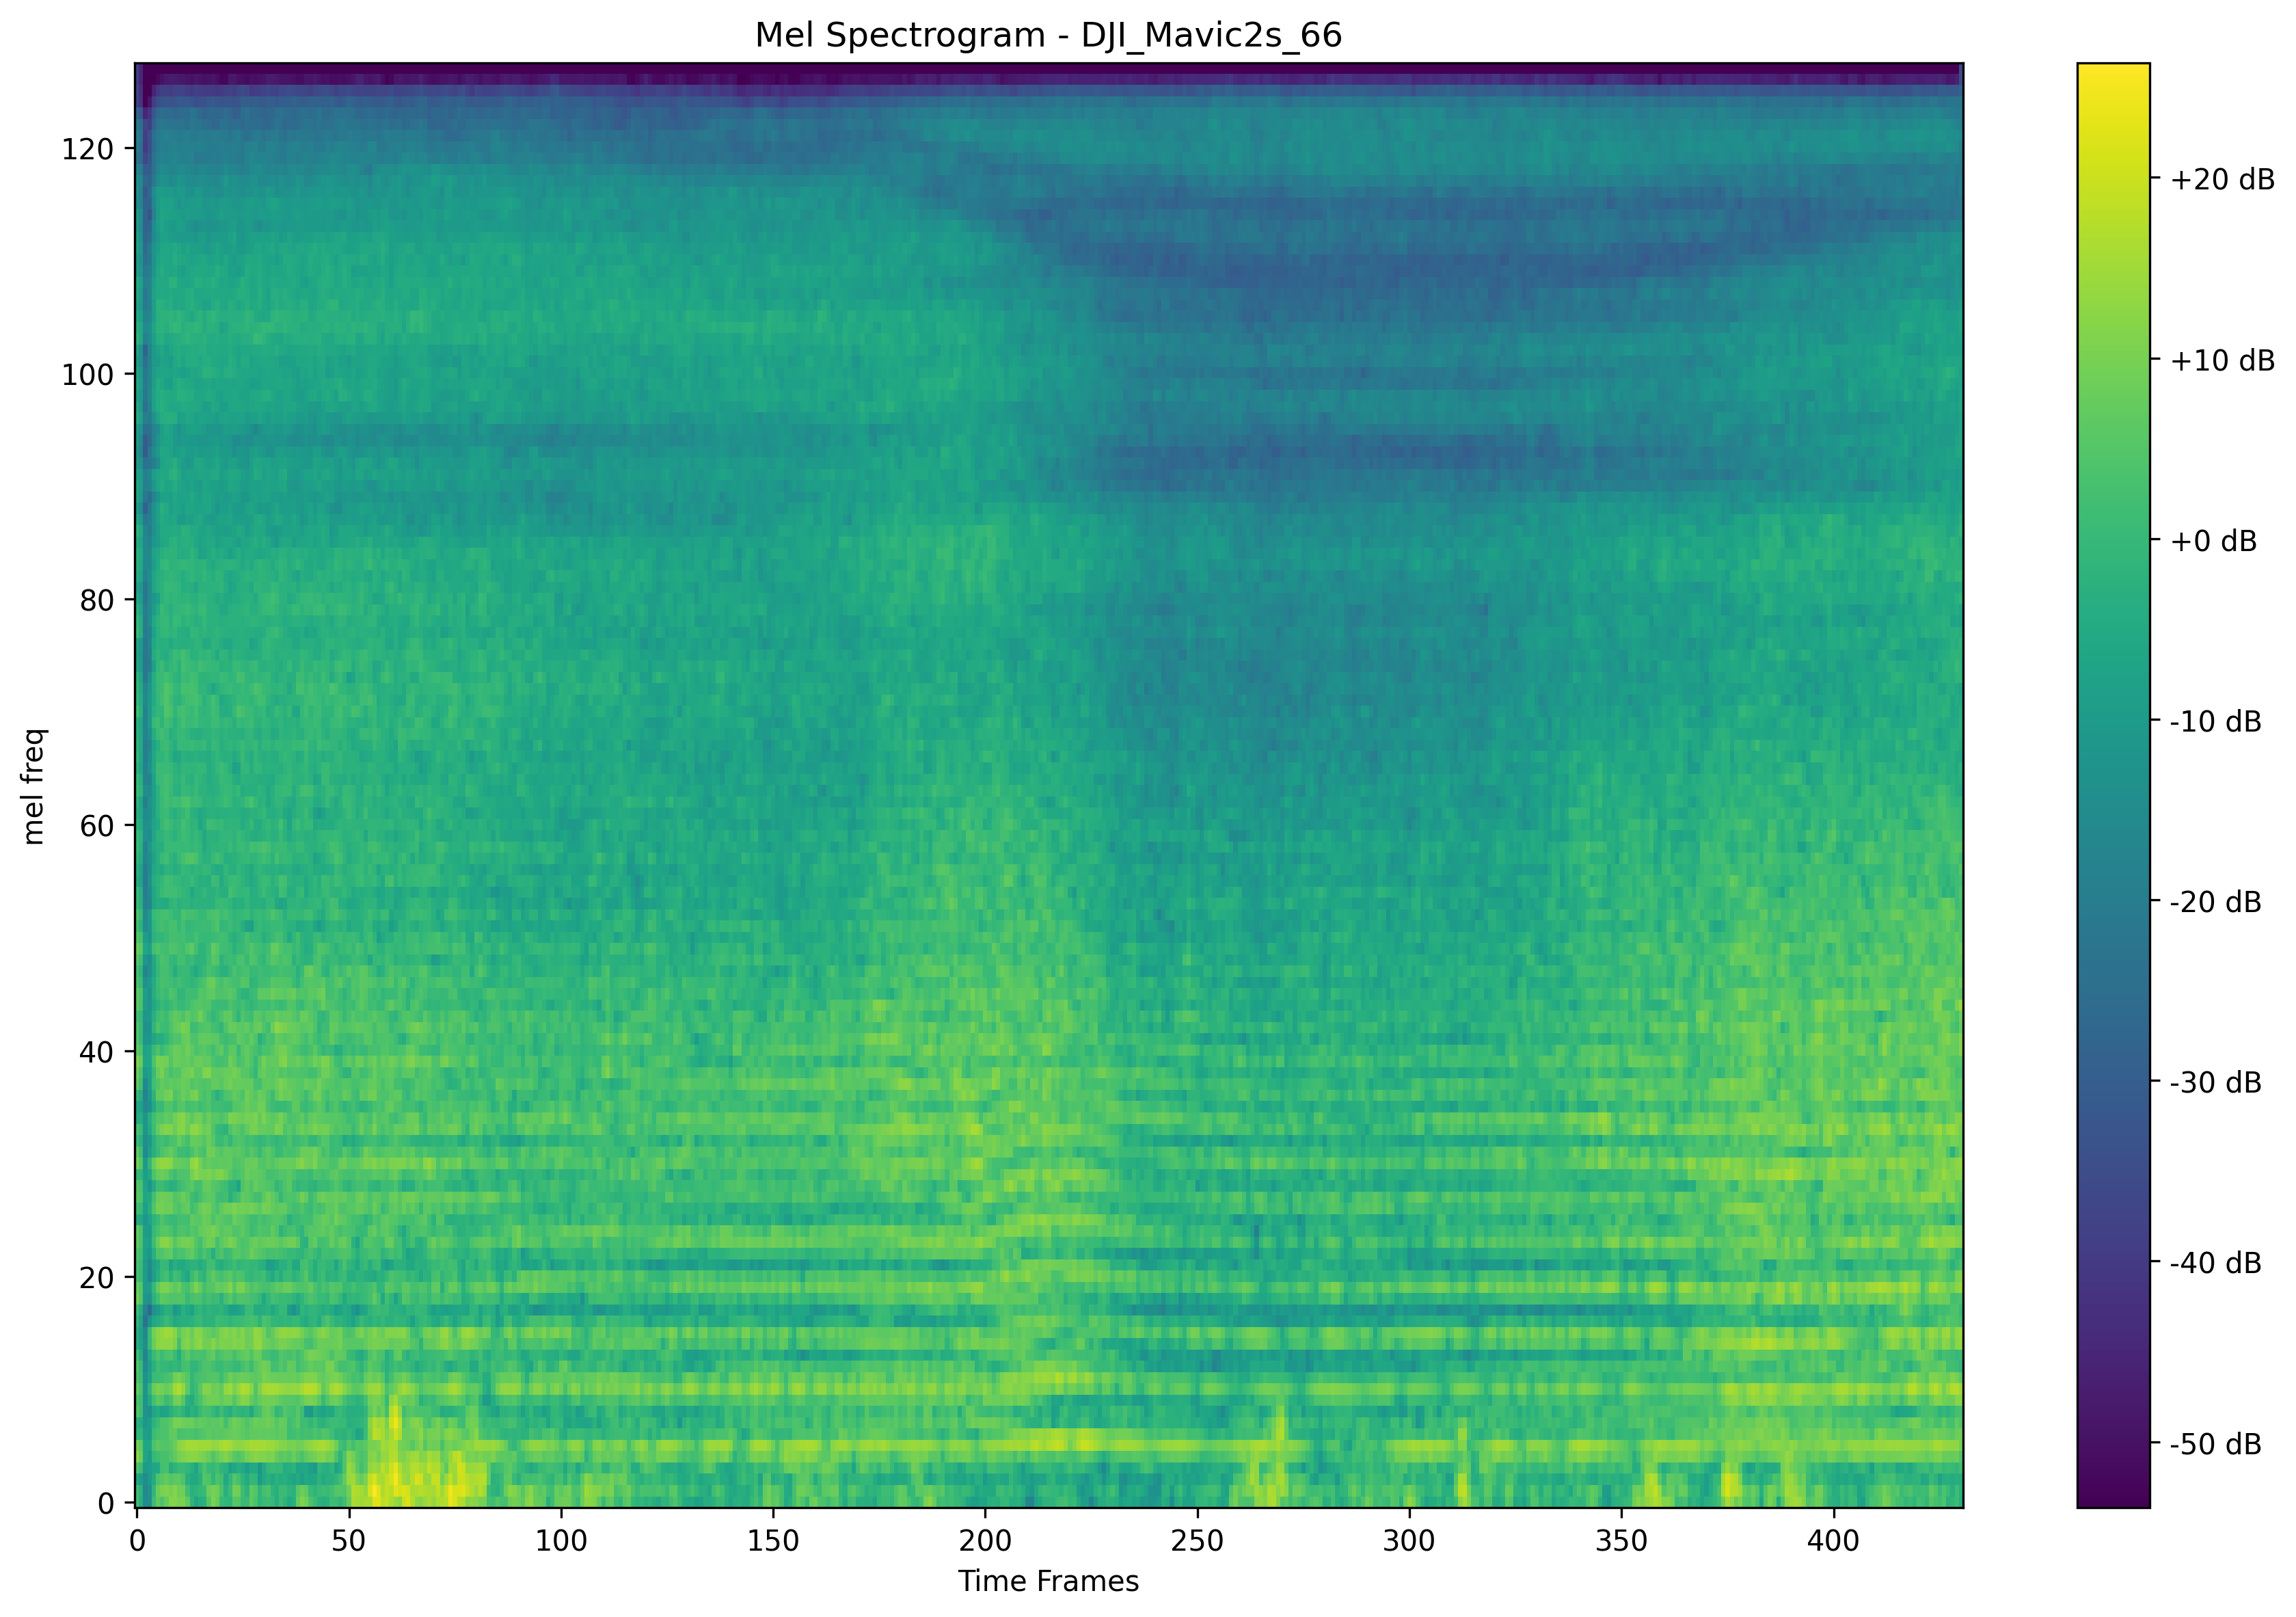 Mel Spectrogram - DJI_Mavic2s_66
mel freq
120
100
80
60
40
20
0
0 50 100 150 200 250 300 350 400
Time Frames
+20 dB
+10 dB
+0 dB
-10 dB
-20 dB
-30 dB
-40 dB
-50 dB